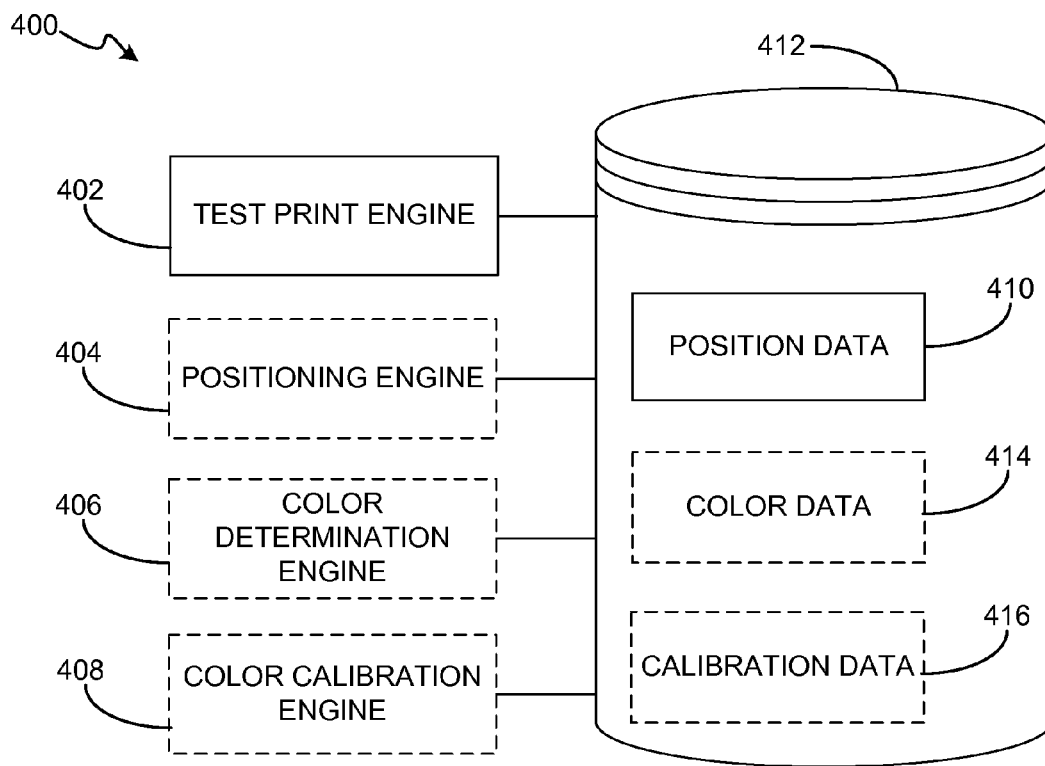 400
412
402
TEST PRINT ENGINE
410
POSITION DATA
404
POSITIONING ENGINE
414
COLOR DATA
406
COLOR
DETERMINATION
ENGINE
416
CALIBRATION DATA
408
COLOR CALIBRATION
ENGINE